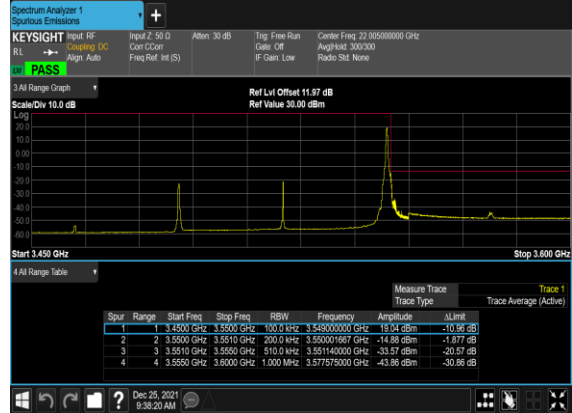 Spectrum Analyzer 1
Spurious Emissions
KEYSIGHT Input: RF Input Z: 50 Ω Atten: 30 dB Trig: Free Run Center Freq: 22.005000000 GHz
RL Coupling: DC Corr CCorr Gate: Off Avg|Hold: 300/300
Align: Auto Freq Ref: Int (S) IF Gain: Low Radio Std: None
LW PASS
3 All Range Graph
Ref Lvl Offset 11.97 dB
Scale/Div 10.0 dB Ref Value 30.00 dBm
Log
20.0
10.0
0.00
-10.0
-20.0
-30.0
-40.0
-50.0
-60.0
Start 3.450 GHz Stop 3.600 GHz
4 All Range Table
Measure Trace Trace 1
Trace Type Trace Average (Active)
Spur Range Start Freq Stop Freq RBW Frequency Amplitude ΔLimit
1 1 3.4500 GHz 3.5500 GHz 100.0 kHz 3.549000000 GHz 19.04 dBm -10.96 dB
2 2 3.5500 GHz 3.5510 GHz 200.0 kHz 3.550001667 GHz -14.88 dBm -1.877 dB
3 3 3.5510 GHz 3.5550 GHz 510.0 kHz 3.551140000 GHz -33.57 dBm -20.57 dB
4 4 3.5550 GHz 3.6000 GHz 1.000 MHz 3.577575000 GHz -43.86 dBm -30.86 dB
Dec 25, 2021
9:38:20 AM